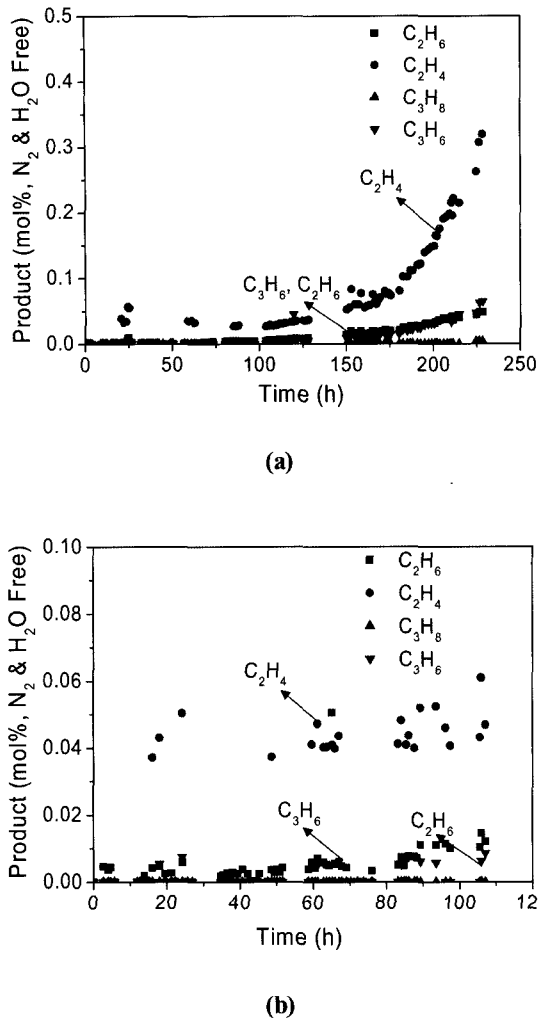 0.5
0.4
0.3
0.2
0.1
0.0
Product (mol%, N₂ & H₂O Free)
C₂H₆
C₂H₄
C₃H₈
C₃H₆
C₂H₄
C₃H₆, C₂H₆
0 50 100 150 200 250
Time (h)
(a)
0.10
0.08
0.06
0.04
0.02
0.00
Product (mol%, N₂ & H₂O Free)
C₂H₆
C₂H₄
C₃H₈
C₃H₆
C₂H₄
C₃H₆
C₂H₆
0 20 40 60 80 100 12
Time (h)
(b)